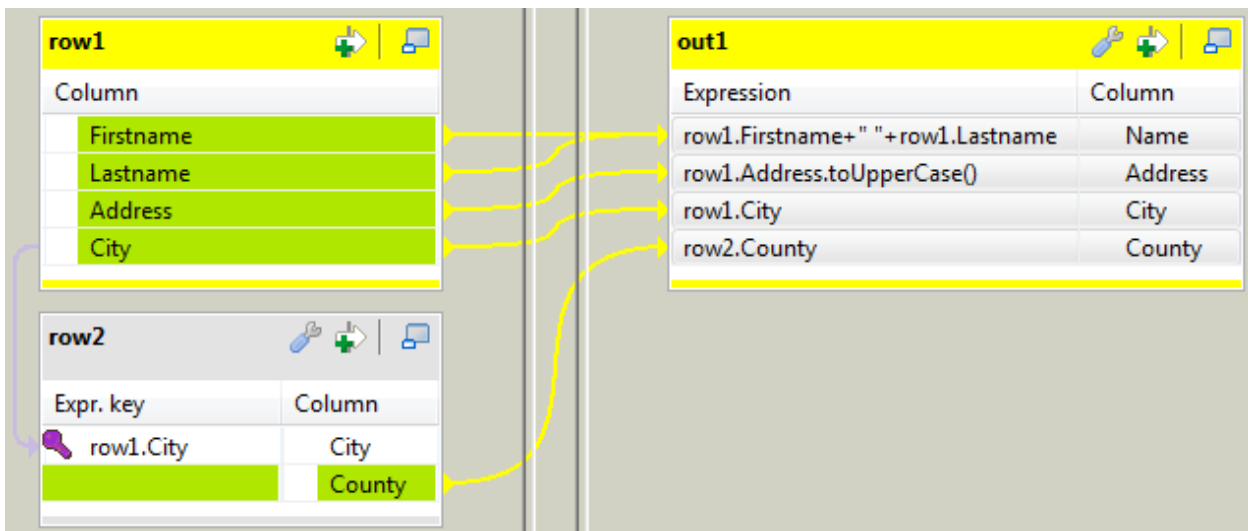 row1
Column
Firstname
Lastname
Address
City
row2
Expr. key Column
row1.City City
County
out1
Expression Column
row1.Firstname+" "+row1.Lastname Name
row1.Address.toUpperCase() Address
row1.City City
row2.County County